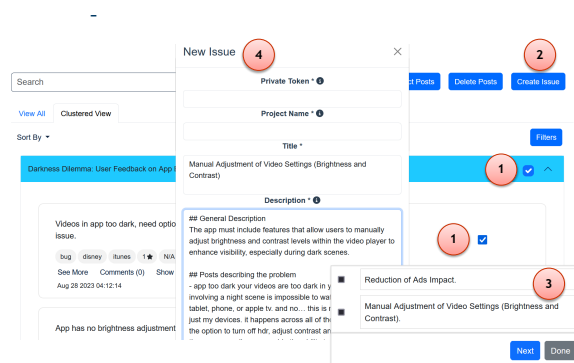 New Issue
4
2
Private Token *
Search
ct Posts
Delete Posts
Create Issue
Project Name *
View All
Clustered View
Sort By
Filters
Title *
Manual Adjustment of Video Settings (Brightness and
Contrast)
Darkness Dilemma: User Feedback on App
1
Description *
## General Description
The app must include features that allow users to manually
adjust brightness and contrast levels within the video player to
enhance visibility, especially during dark scenes.
Videos in app too dark, need optio
issue.
1
bug
disney
itunes
1★
N/A
See More
Comments (0)
Show
Aug 28 2023 04:12:14
## Posts describing the problem
- app too dark your videos are too dark in y
involving a night scene is impossible to wa
tablet, phone, or apple tv. and no... this is
just my devices. it happens across all of the
the option to turn off hdr, adjust contrast an
App has no brightness adjustment
Reduction of Ads Impact.
3
Manual Adjustment of Video Settings (Brightness and
Contrast).
Next
Done